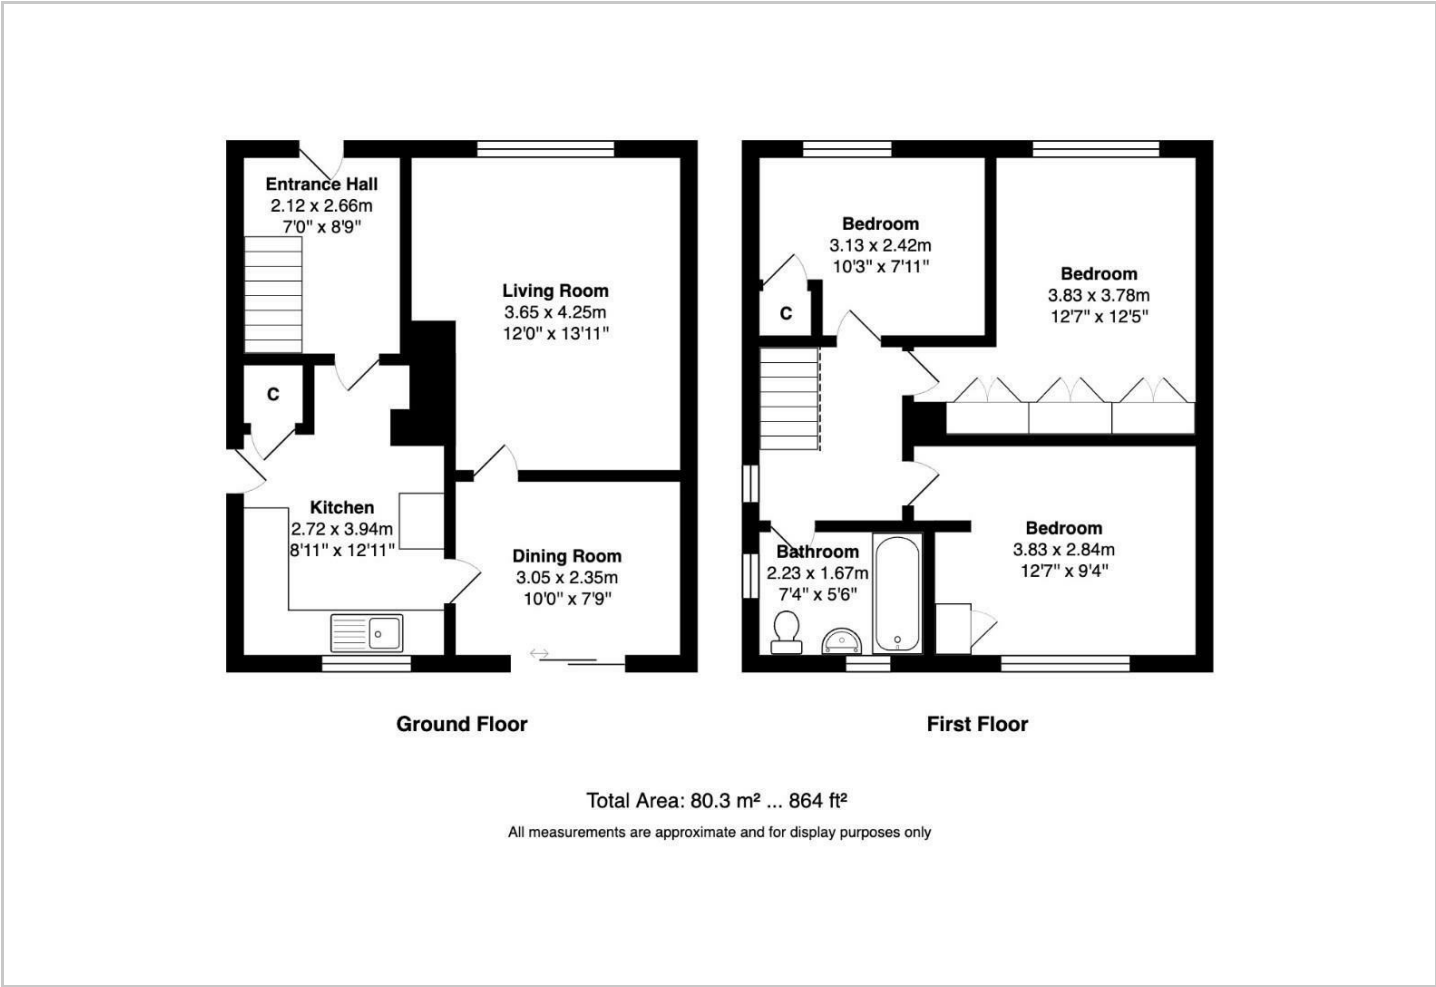 Entrance Hall
2.12 x 2.66m
7'0" x 8'9"
Living Room
3.65 x 4.25m
12'0" x 13'11"
C
Kitchen
2.72 x 3.94m
8'11" x 12'11"
Dining Room
3.05 x 2.35m
10'0" x 7'9"
Ground Floor
Bedroom
3.13 x 2.42m
10'3" x 7'11"
C
Bedroom
3.83 x 3.78m
12'7" x 12'5"
Bedroom
3.83 x 2.84m
12'7" x 9'4"
Bathroom
2.23 x 1.67m
7'4" x 5'6"
First Floor
Total Area: 80.3 m² ... 864 ft²
All measurements are approximate and for display purposes only